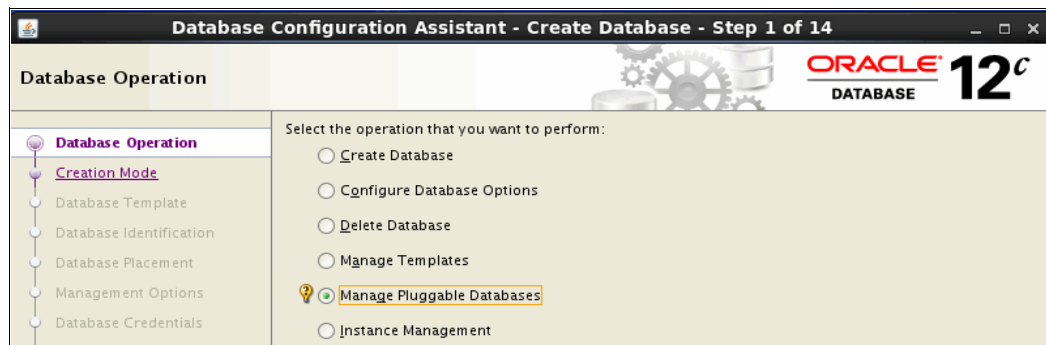 Database Configuration Assistant - Create Database - Step 1 of 14
Database Operation
ORACLE
DATABASE
12c
Database Operation
Creation Mode
Database Template
Database Identification
Database Placement
Management Options
Database Credentials
Select the operation that you want to perform:
Create Database
Configure Database Options
Delete Database
Manage Templates
Manage Pluggable Databases
Instance Management